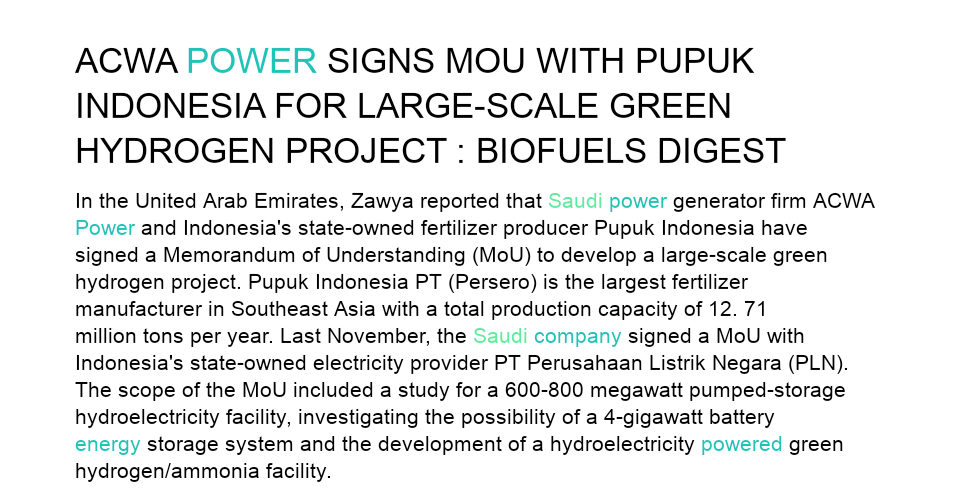 ACWA POWER SIGNS MOU WITH PUPUK
INDONESIA FOR LARGE-SCALE GREEN
HYDROGEN PROJECT : BIOFUELS DIGEST
In the United Arab Emirates, Zawya reported that Saudi power generator firm ACWA
Power and Indonesia's state-owned fertilizer producer Pupuk Indonesia have
signed a Memorandum of Understanding (MoU) to develop a large-scale green
hydrogen project. Pupuk Indonesia PT (Persero) is the largest fertilizer
manufacturer in Southeast Asia with a total production capacity of 12. 71
million tons per year. Last November, the Saudi company signed a MoU with
Indonesia's state-owned electricity provider PT Perusahaan Listrik Negara (PLN).
The scope of the MoU included a study for a 600-800 megawatt pumped-storage
hydroelectricity facility, investigating the possibility of a 4-gigawatt battery
energy storage system and the development of a hydroelectricity powered green
hydrogen/ammonia facility.